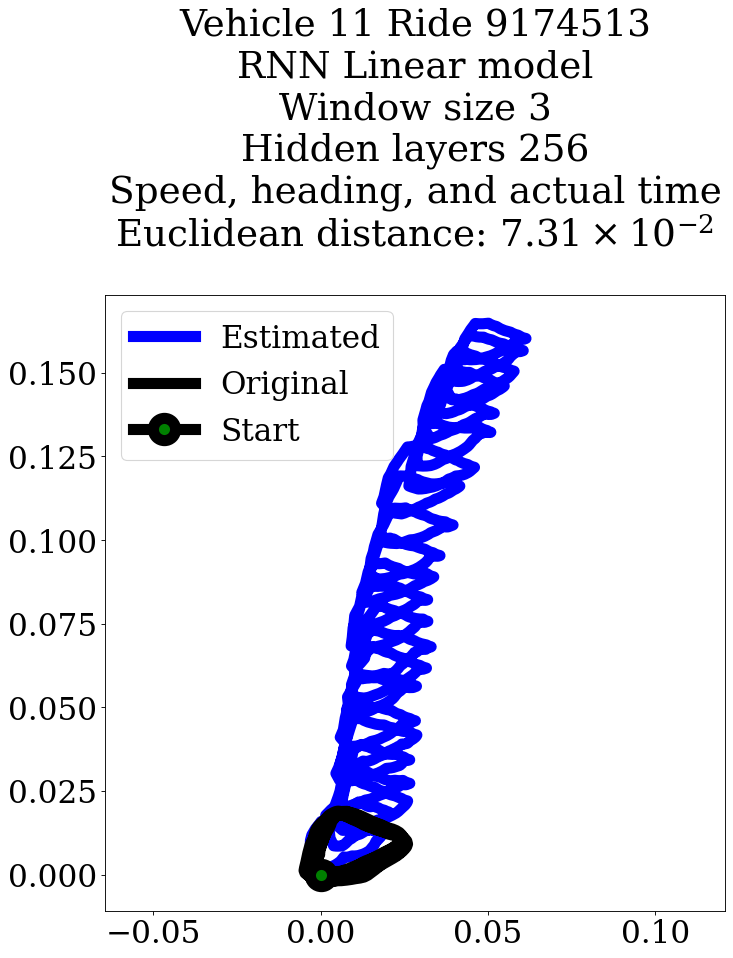 Vehicle 11 Ride 9174513
RNN Linear model
Window size 3
Hidden layers 256
Speed, heading, and actual time
Euclidean distance: 7.31 × 10⁻²
Estimated
Original
Start
0.150
0.125
0.100
0.075
0.050
0.025
0.000
−0.05 0.00 0.05 0.10